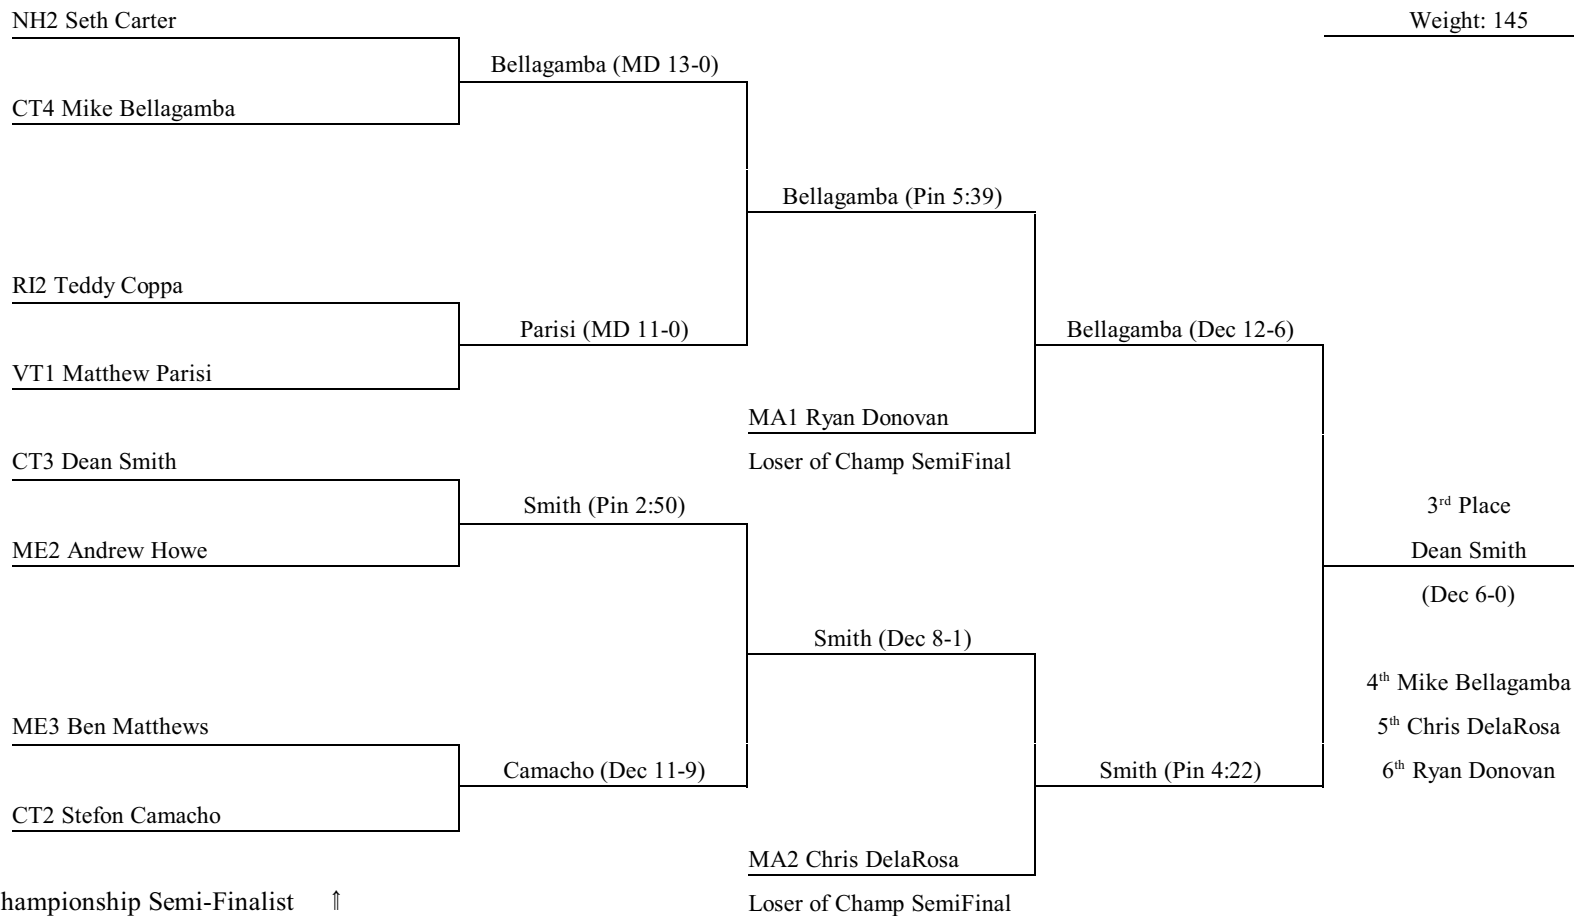 NH2 Seth Carter
Weight: 145
Bellagamba (MD 13-0)
CT4 Mike Bellagamba
Bellagamba (Pin 5:39)
RI2 Teddy Coppa
Parisi (MD 11-0)
Bellagamba (Dec 12-6)
VT1 Matthew Parisi
MA1 Ryan Donovan
CT3 Dean Smith
Loser of Champ SemiFinal
Smith (Pin 2:50)
3rd Place
ME2 Andrew Howe
Dean Smith
(Dec 6-0)
Smith (Dec 8-1)
4th Mike Bellagamba
ME3 Ben Matthews
5th Chris DelaRosa
Camacho (Dec 11-9)
Smith (Pin 4:22)
6th Ryan Donovan
CT2 Stefon Camacho
MA2 Chris DelaRosa
hampionship Semi-Finalist ⇑
Loser of Champ SemiFinal